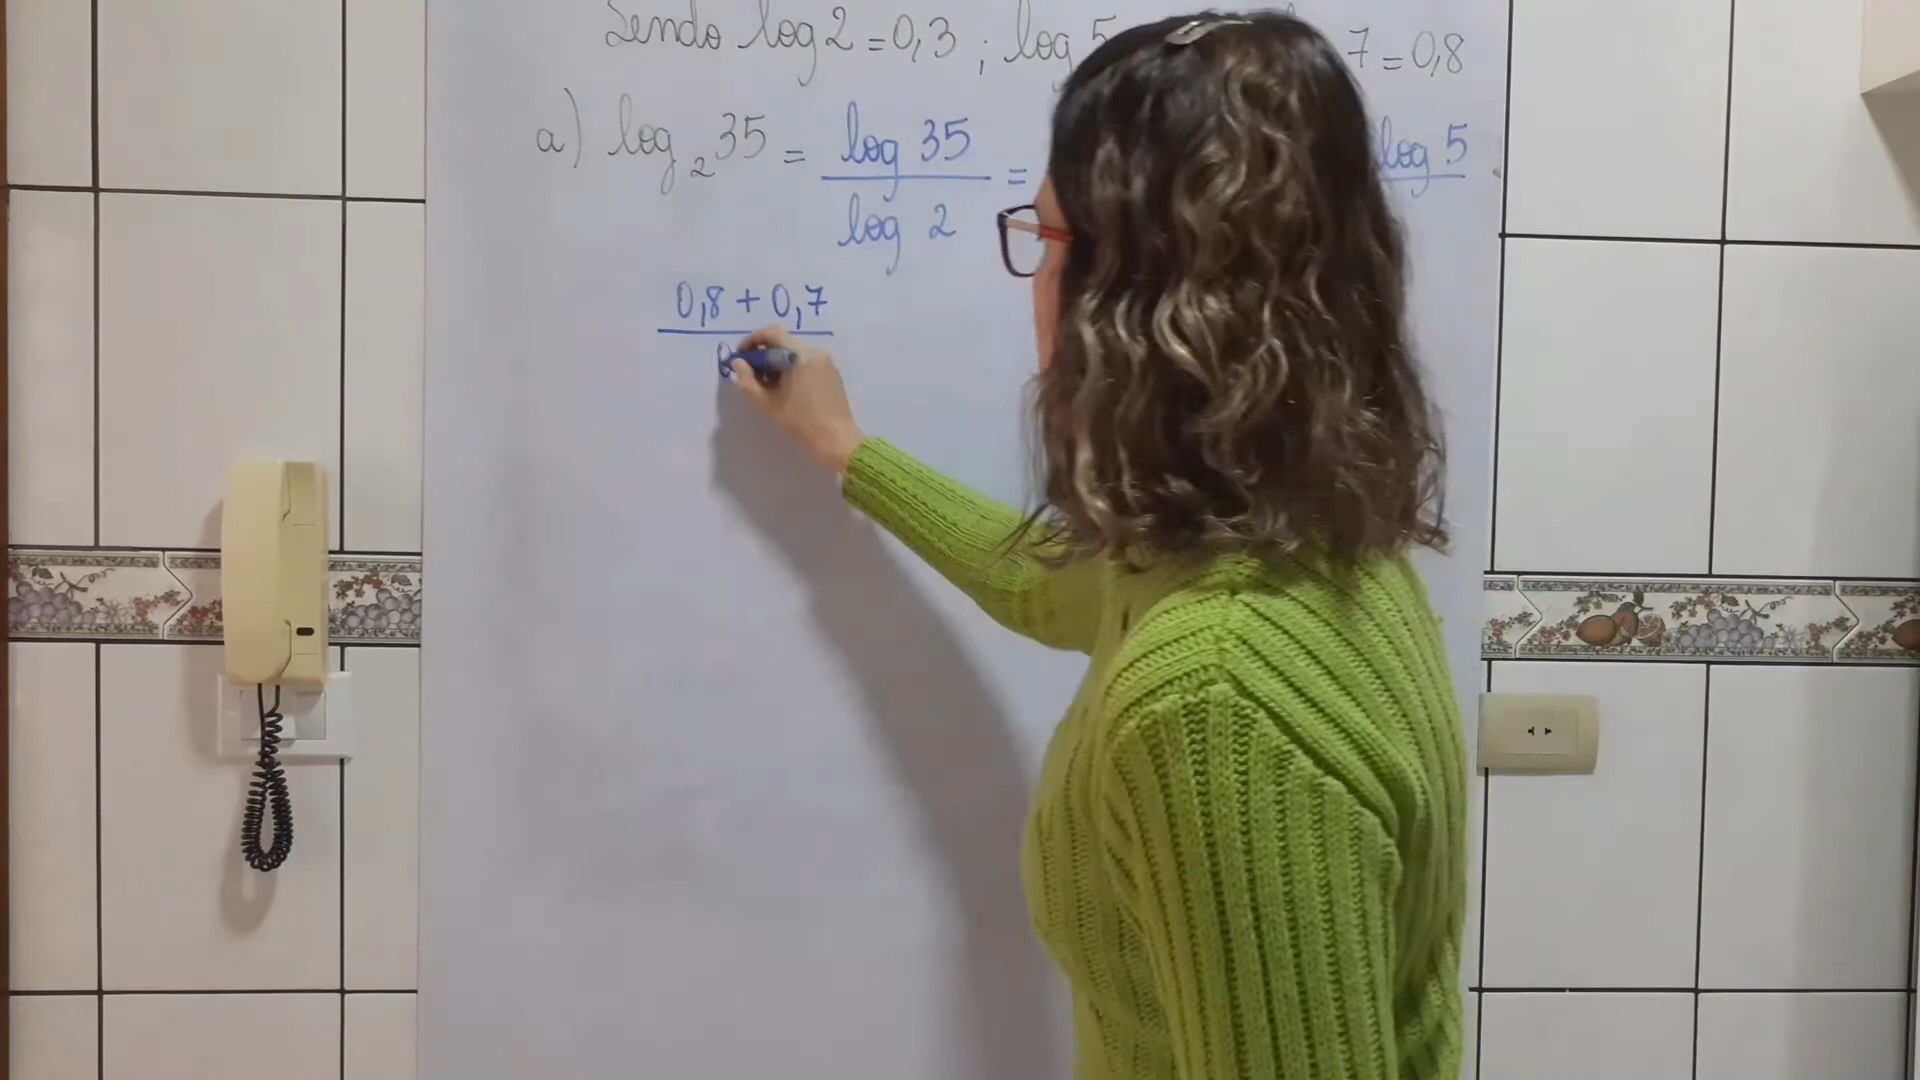 Sendo log 2 = 0,3 ; log 5 7 = 0,8
a) log₂ 35 = log 35 = log 5
log 2
0,8 + 0,7
0